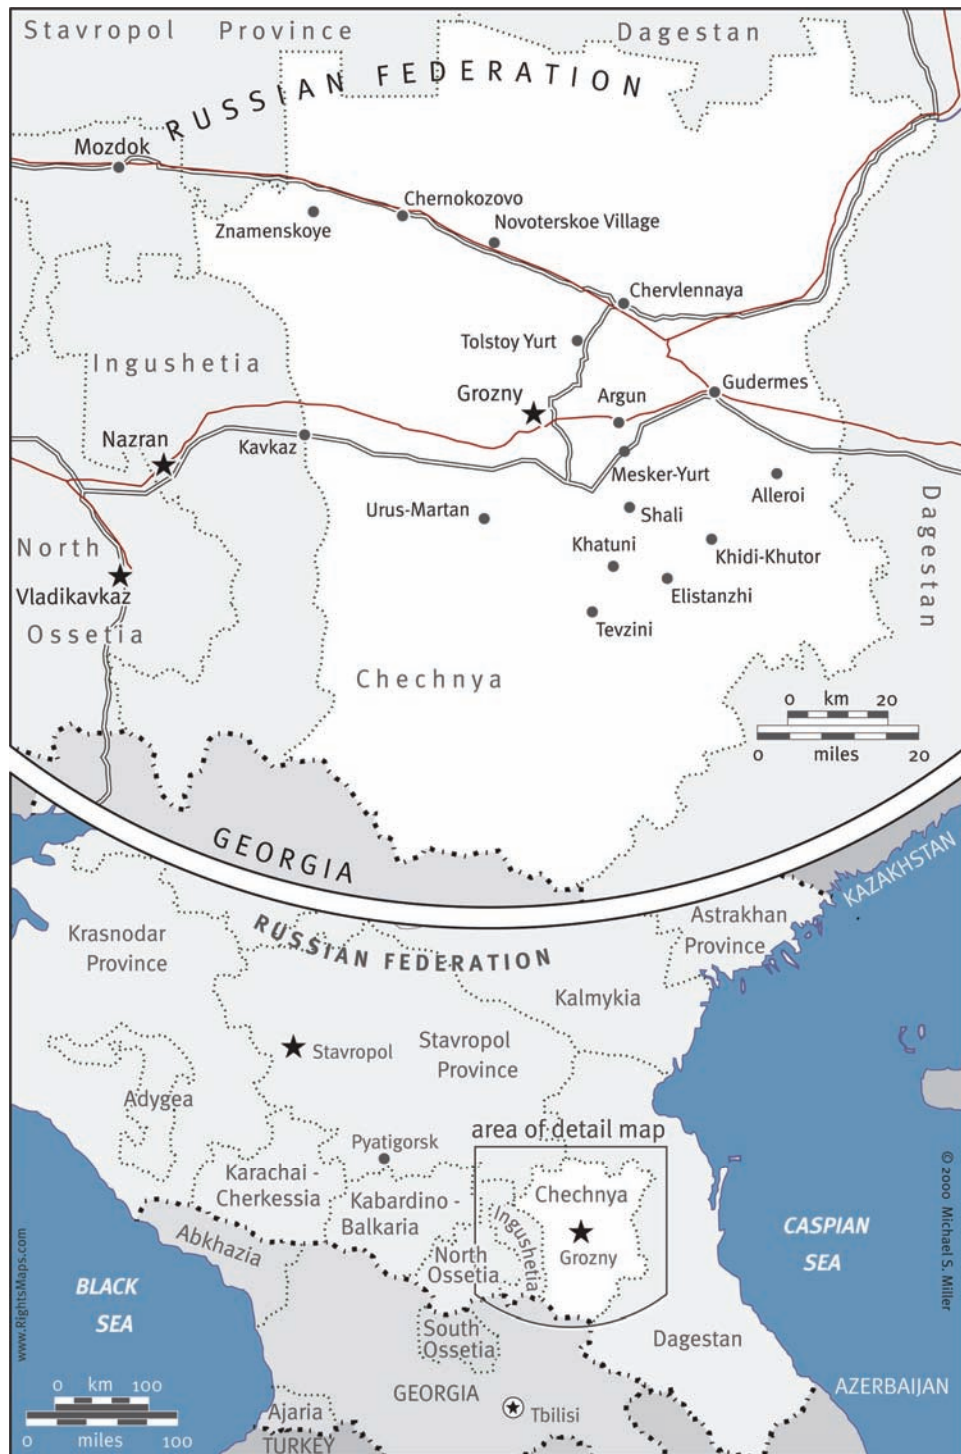 Stavropol Province
Dagestan
RUSSIAN FEDERATION
Mozdok
Chernokozovo
Znamenskoye
Novoterskoe Village
Chervlennaya
Tolstoy Yurt
Ingushetia
Grozny
Argun
Gudermes
Nazran
Kavkaz
Mesker-Yurt
Alleroi
Urus-Martan
Shali
Dagestan
North
Ossetia
Khatuni
Khidi-Khutor
Vladikavkaz
Elistanzhi
Tevzini
Chechnya
0 km 20
0 miles 20
GEORGIA
KAZAKHSTAN
Astrakhan
Province
RUSSIAN FEDERATION
Krasnodar
Province
Kalmykia
Stavropol
Stavropol
Province
Adygea
area of detail map
Pyatigorsk
Karachai -
Cherkessia
Kabardino -
Balkaria
Chechnya
Ingushetia
Grozny
Abkhazia
North
Ossetia
CASPIAN
SEA
BLACK
SEA
South
Ossetia
Dagestan
GEORGIA
AZERBAIJAN
0 km 100
0 miles 100
Ajaria
Tbilisi
TURKEY
www.RightsMaps.com
© 2000 Michael S. Miller